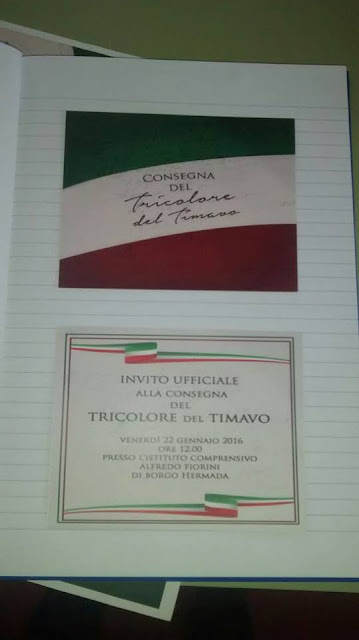 CONSEGNA
DEL
Tricolore
del Timavo
INVITO UFFICIALE
ALLA CONSEGNA
DEL
TRICOLORE DEL TIMAVO
VENERDÌ 22 GENNAIO 2016
ORE 12.00
PRESSO L'ISTITUTO COMPRENSIVO
ALFREDO FIORINI
DI BORGO HERMADA